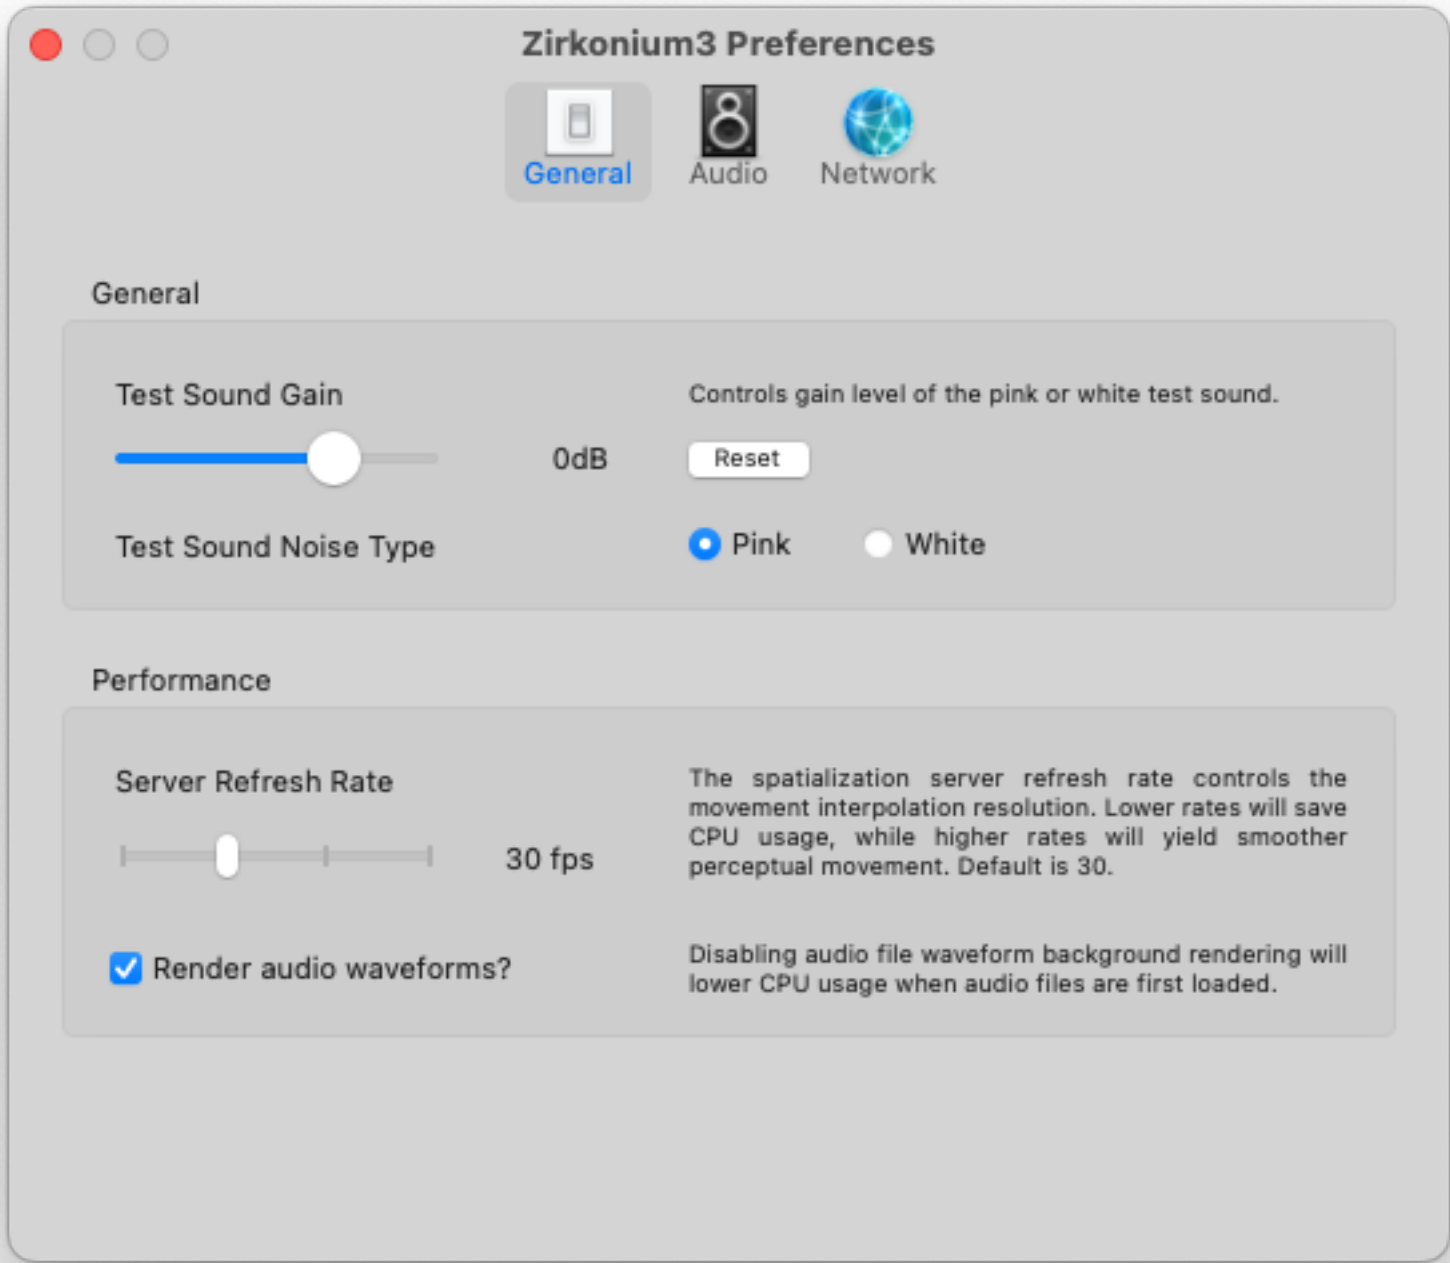 Zirkonium3 Preferences
General
Audio
Network
General
Test Sound Gain
Controls gain level of the pink or white test sound.
0dB
Reset
Test Sound Noise Type
Pink
White
Performance
Server Refresh Rate
The spatialization server refresh rate controls the
movement interpolation resolution. Lower rates will save
CPU usage, while higher rates will yield smoother
perceptual movement. Default is 30.
30 fps
Render audio waveforms?
Disabling audio file waveform background rendering will
lower CPU usage when audio files are first loaded.